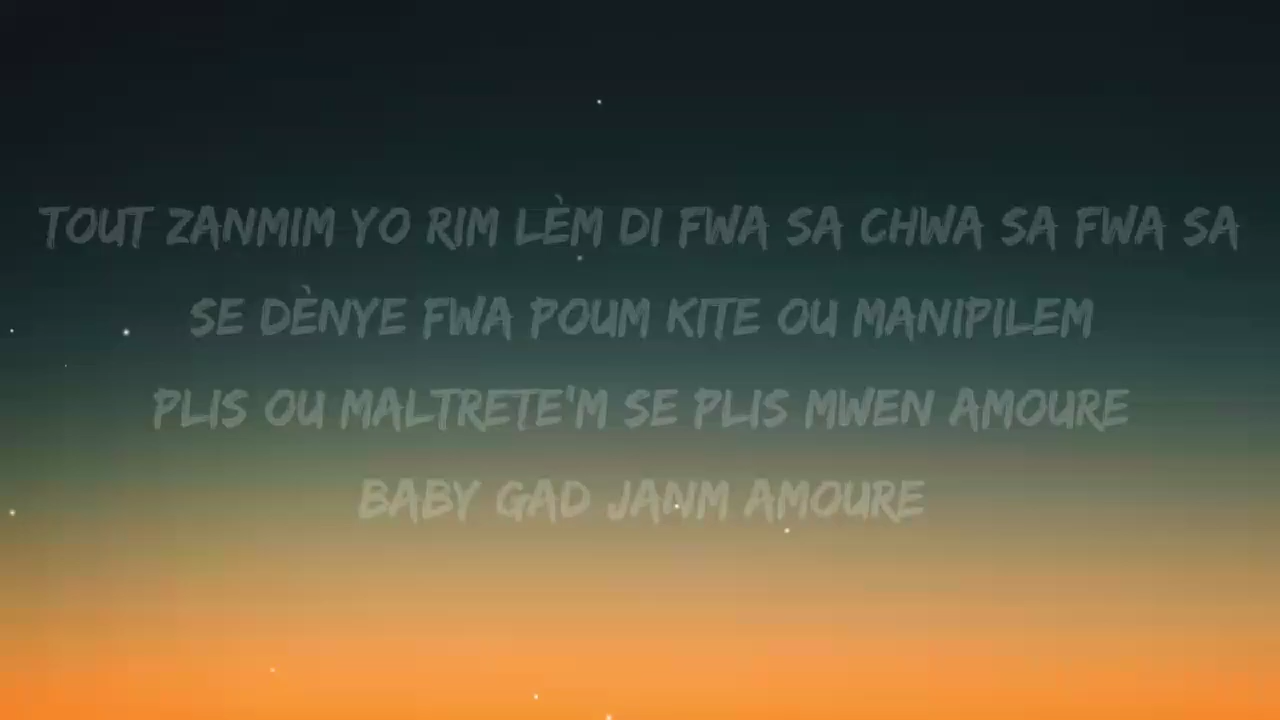 TOUT ZANMIM YO RIM LÈM DI FWA SA CHWA SA FWA SA
SE DÈNYE FWA POUM KITE OU MANIPILEM
PLIS OU MALTRETE'M SE PLIS MWEN AMOURE
BABY GAD JANM AMOURE